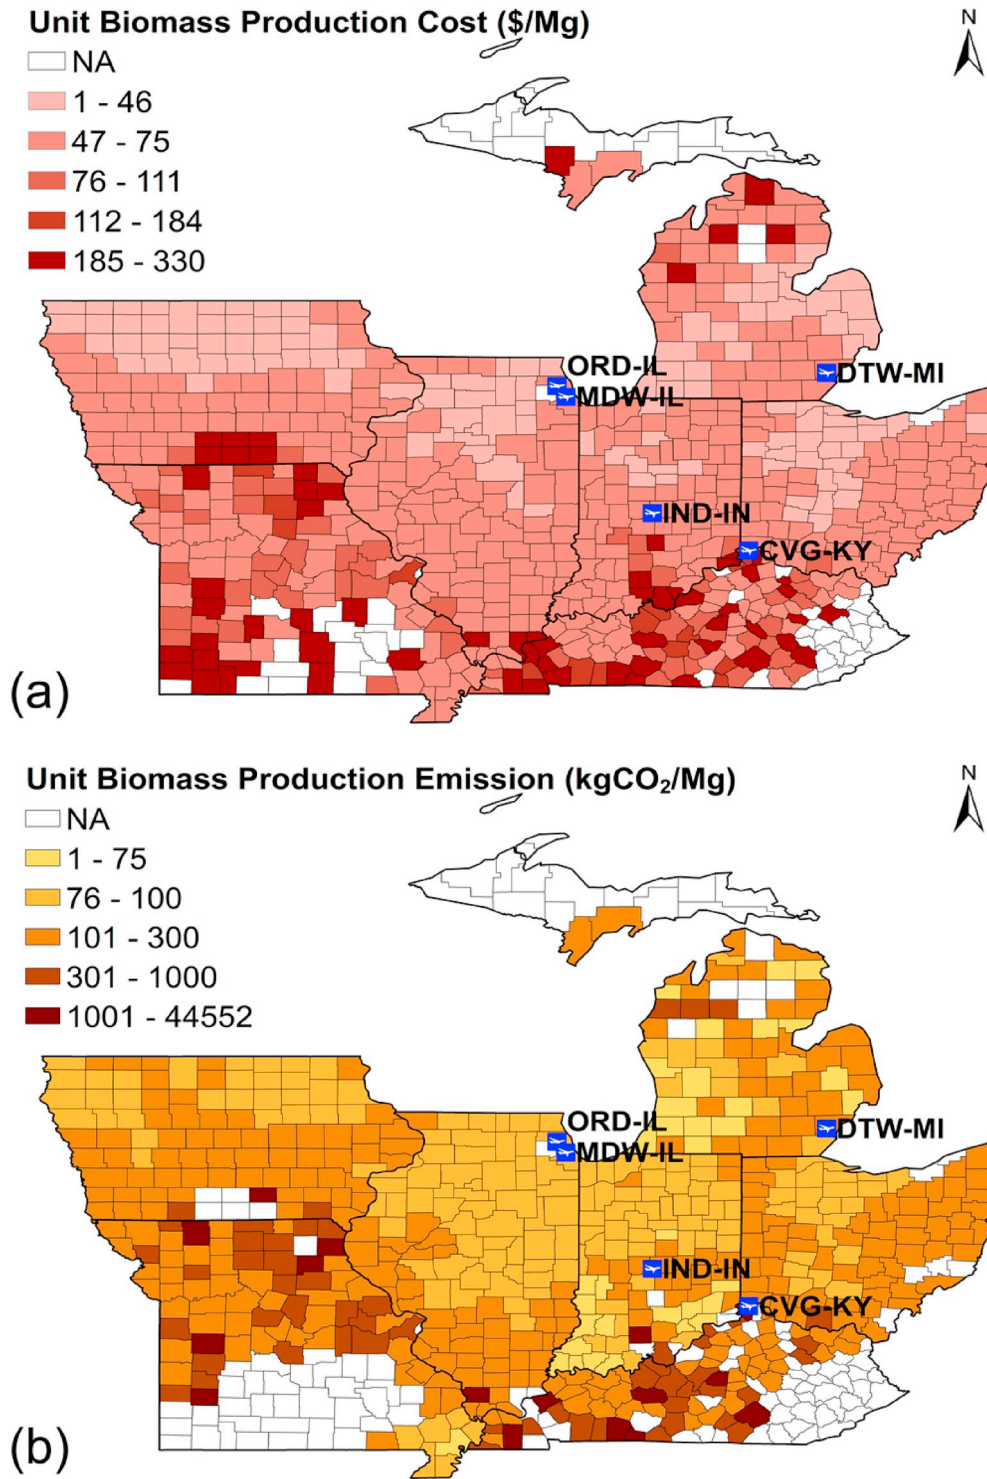 Unit Biomass Production Cost ($/Mg)
N
NA
1 - 46
47 - 75
76 - 111
112 - 184
185 - 330
ORD-IL
MDW-IL
DTW-MI
IND-IN
CVG-KY
(a)
Unit Biomass Production Emission (kgCO₂/Mg)
N
NA
1 - 75
76 - 100
101 - 300
301 - 1000
1001 - 44552
ORD-IL
MDW-IL
DTW-MI
IND-IN
CVG-KY
(b)